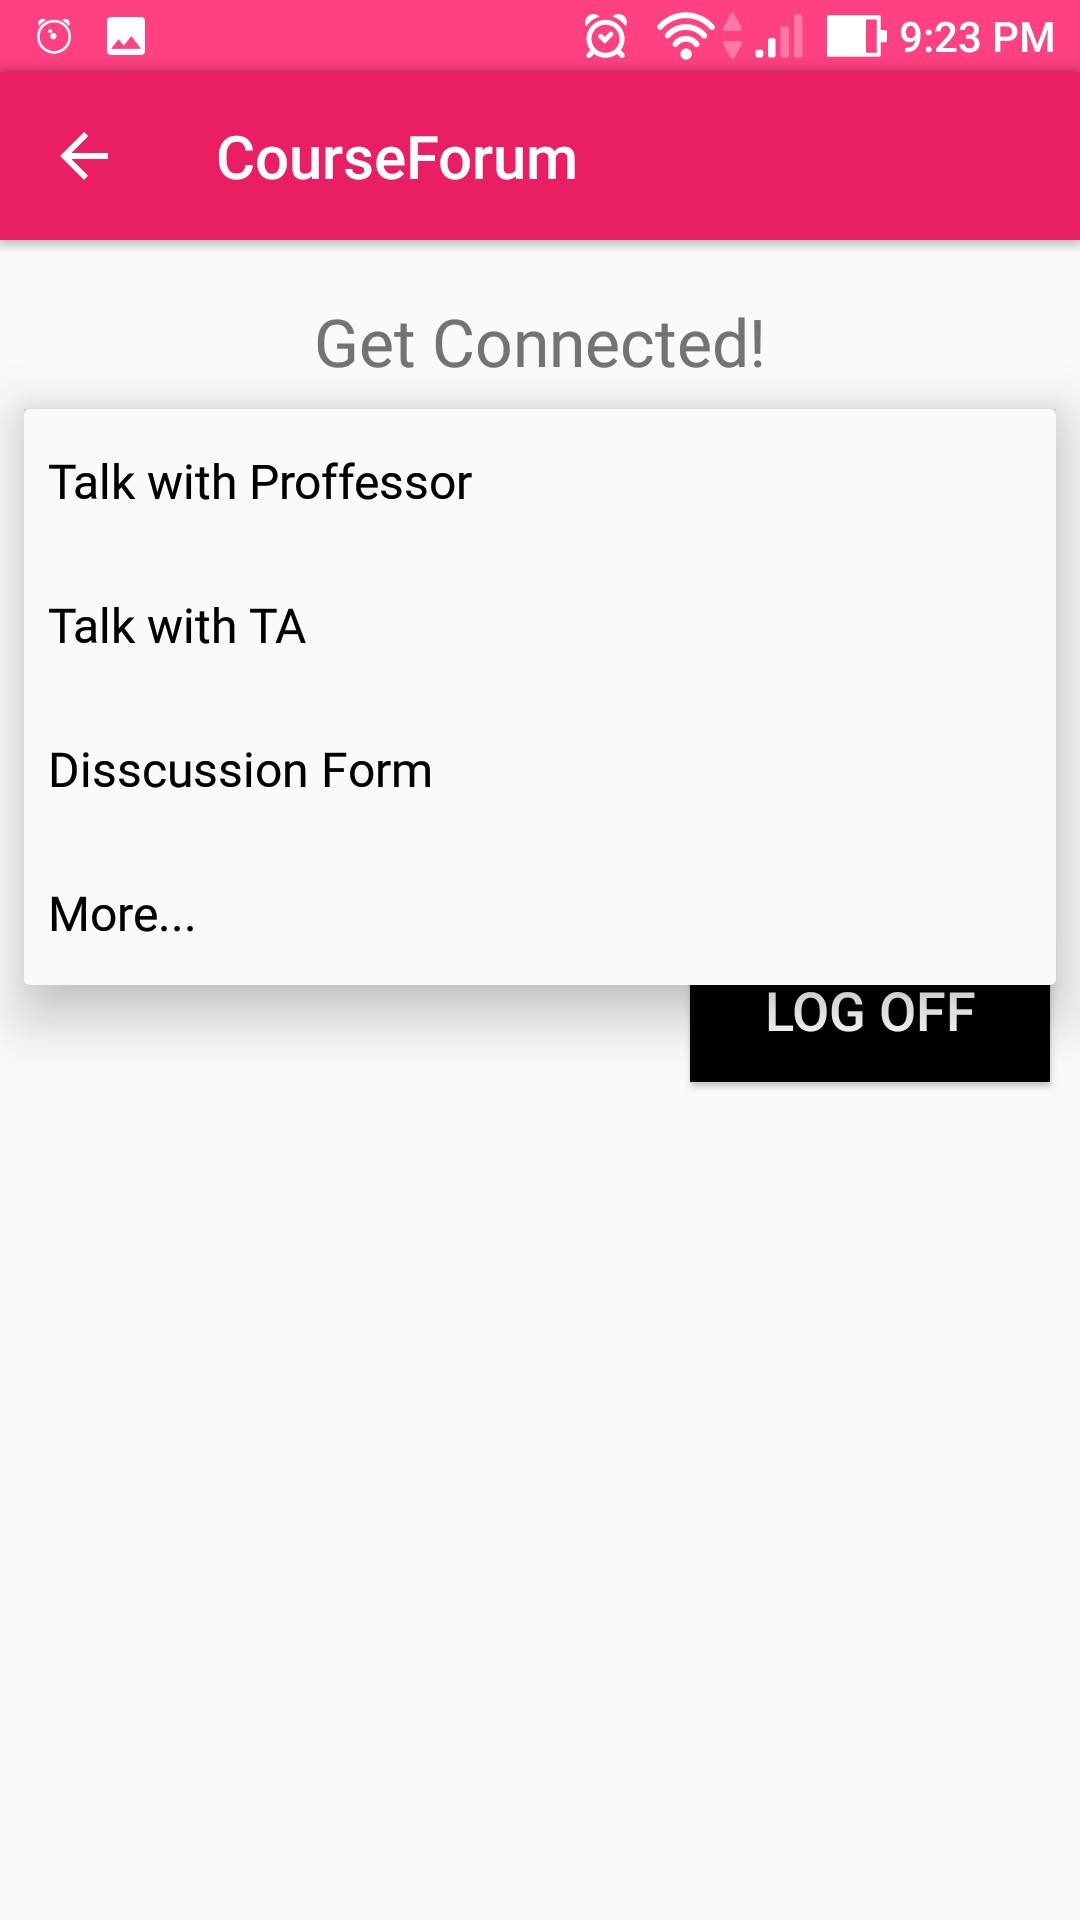 9:23 PM
CourseForum
Get Connected!
Talk with Proffessor
Talk with TA
Disscussion Form
More...
LOG OFF